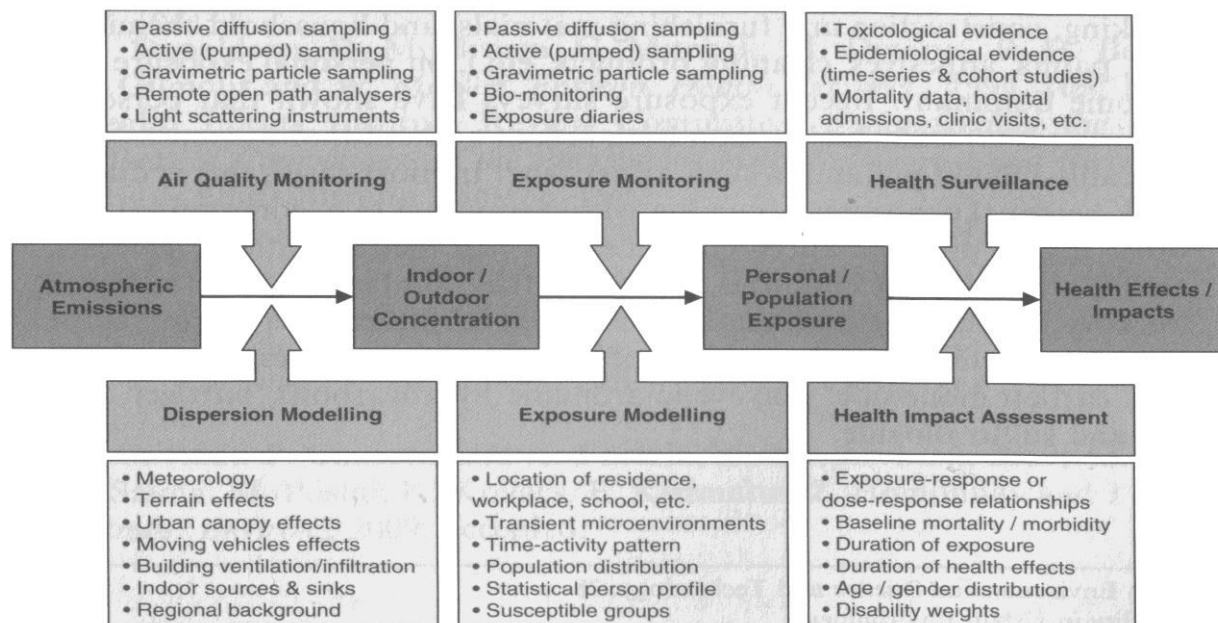 • Passive diffusion sampling
• Active (pumped) sampling
• Gravimetric particle sampling
• Remote open path analysers
• Light scattering instruments
Air Quality Monitoring
• Passive diffusion sampling
• Active (pumped) sampling
• Gravimetric particle sampling
• Bio-monitoring
• Exposure diaries
Exposure Monitoring
• Toxicological evidence
• Epidemiological evidence
(time-series & cohort studies)
• Mortality data, hospital
admissions, clinic visits, etc.
Health Surveillance
Atmospheric
Emissions
Indoor /
Outdoor
Concentration
Personal /
Population
Exposure
Health Effects /
Impacts
Dispersion Modelling
• Meteorology
• Terrain effects
• Urban canopy effects
• Moving vehicles effects
• Building ventilation/infiltration
• Indoor sources & sinks
• Regional background
Exposure Modelling
• Location of residence,
workplace, school, etc.
• Transient microenvironments
• Time-activity pattern
• Population distribution
• Statistical person profile
• Susceptible groups
Health Impact Assessment
• Exposure-response or
dose-response relationships
• Baseline mortality / morbidity
• Duration of exposure
• Duration of health effects
• Age / gender distribution
• Disability weights